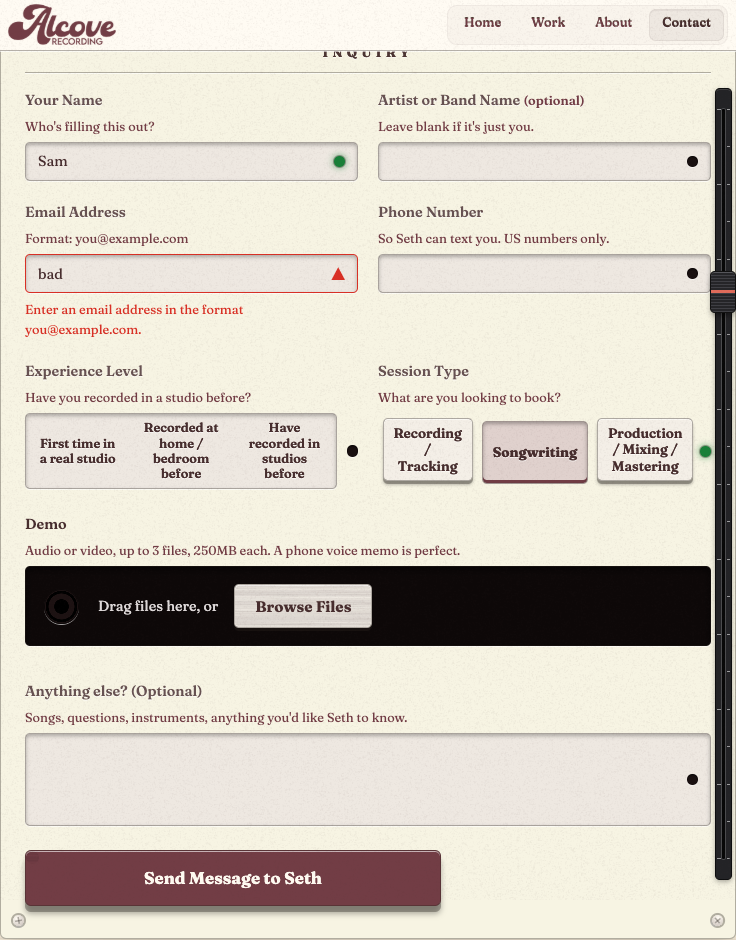 Alcove
RECORDING
Home
Work
About
Contact
INQUIRY
Your Name
Who's filling this out?
Sam
Artist or Band Name (optional)
Leave blank if it's just you.
Email Address
Format: you@example.com
bad
Enter an email address in the format
you@example.com.
Phone Number
So Seth can text you. US numbers only.
Experience Level
Have you recorded in a studio before?
First time in
a real studio
Recorded at
home /
bedroom
before
Have
recorded in
studios
before
Session Type
What are you looking to book?
Recording
/
Tracking
Songwriting
Production
/ Mixing /
Mastering
Demo
Audio or video, up to 3 files, 250MB each. A phone voice memo is perfect.
Drag files here, or
Browse Files
Anything else? (Optional)
Songs, questions, instruments, anything you'd like Seth to know.
Send Message to Seth